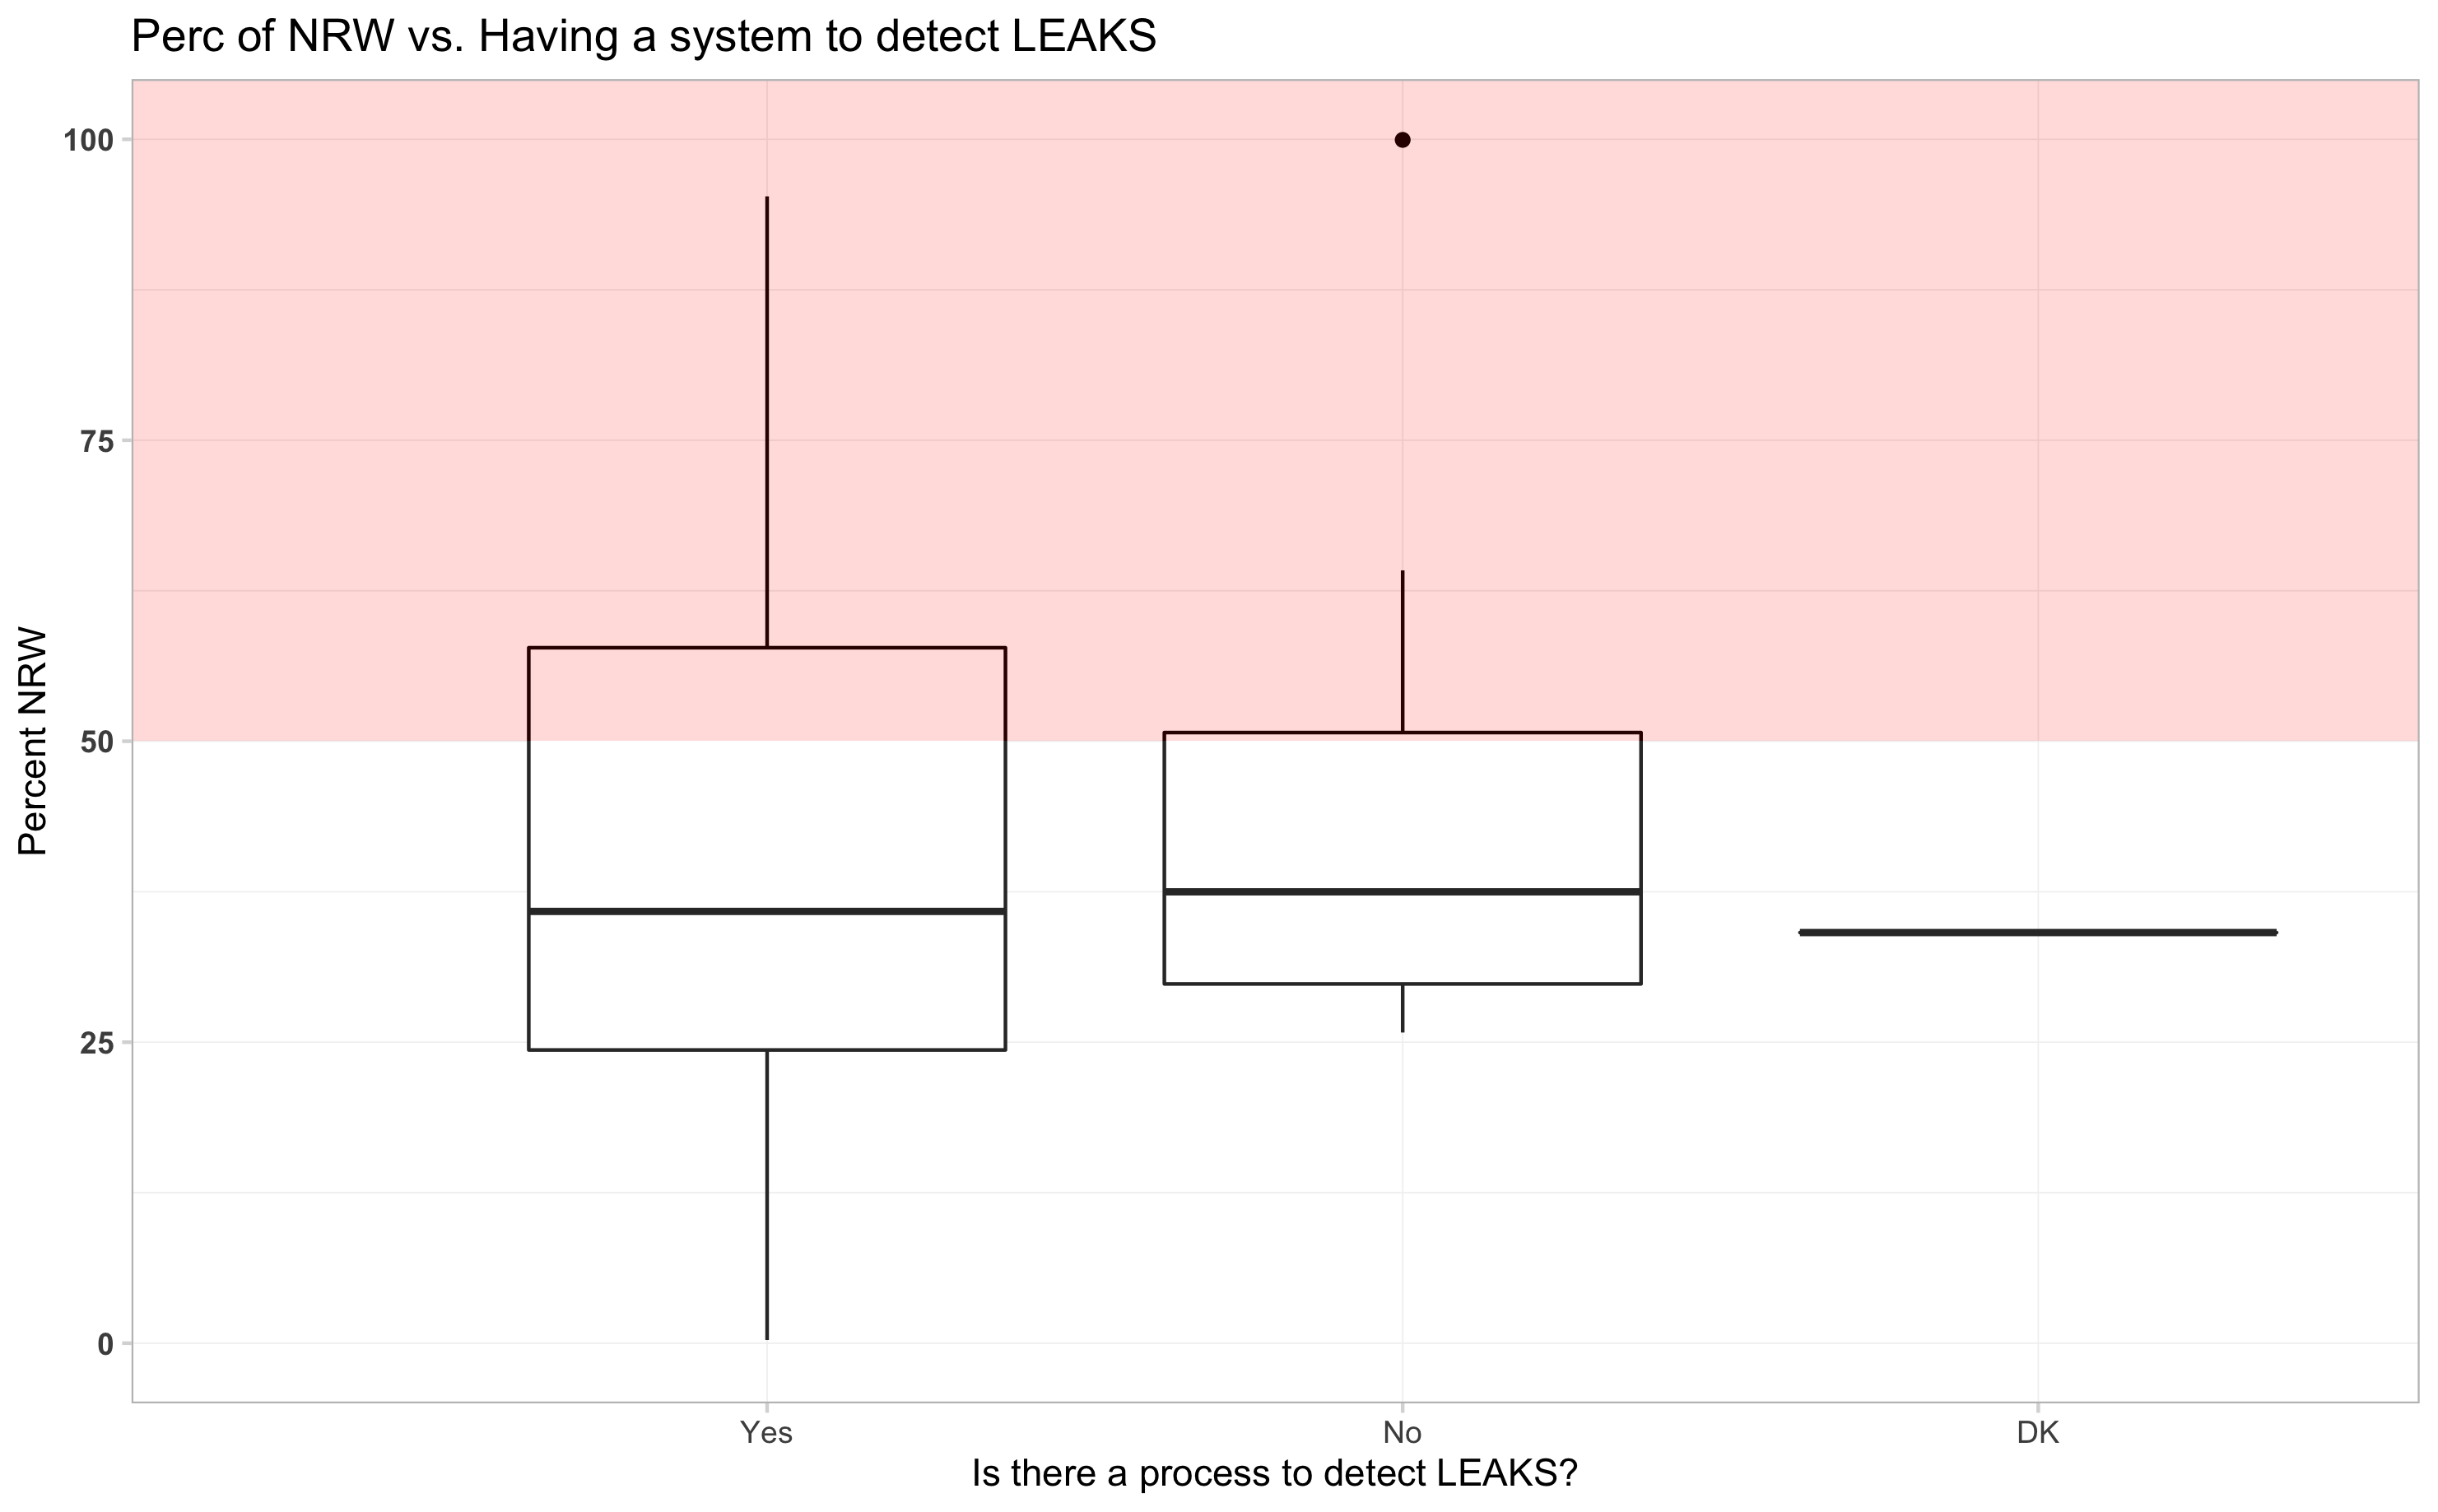 Perc of NRW vs. Having a system to detect LEAKS
100
75
50
25
0
Percent NRW
Yes No DK
Is there a process to detect LEAKS?